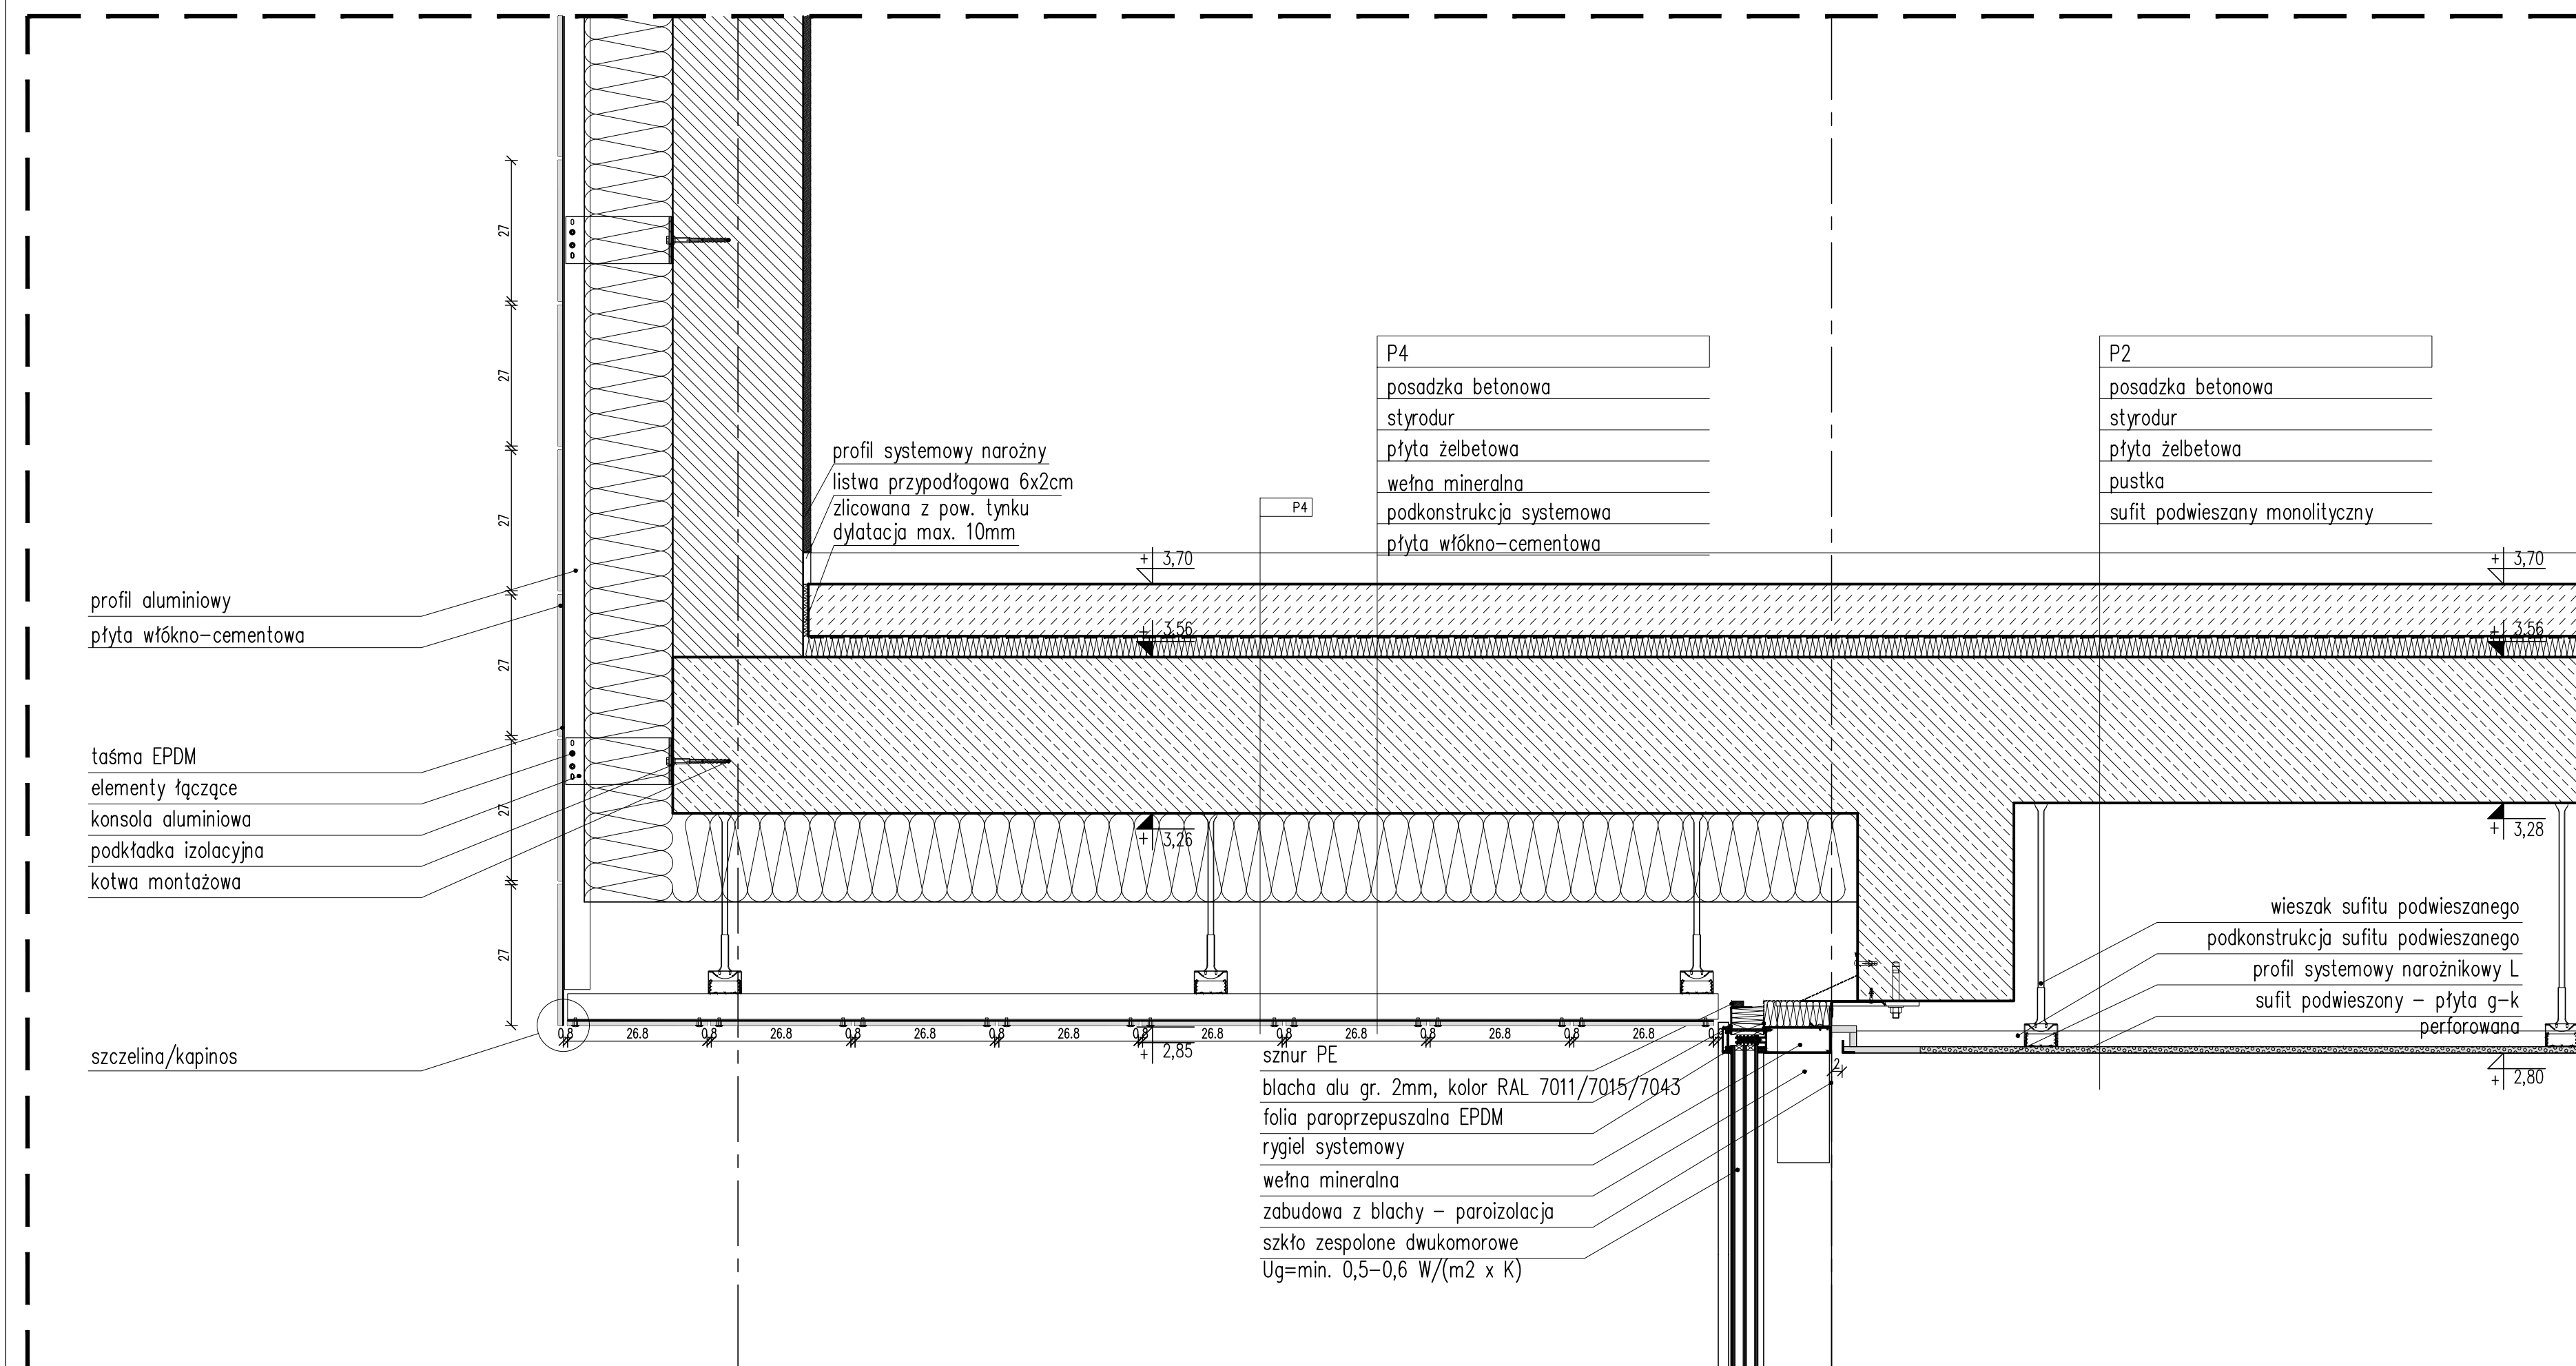 27
27
27
27
27
27
profil aluminiowy
płyta włókno-cementowa
taśma EPDM
elementy łączące
konsola aluminiowa
podkładka izolacyjna
kotwa montażowa
szczelina/kapinos
profil systemowy narożny
listwa przypodłogowa 6x2cm
zlicowana z pow. tynku
dylatacja max. 10mm
P4
P4
posadzka betonowa
styrodur
płyta żelbetowa
wełna mineralna
podkonstrukcja systemowa
płyta włókno-cementowa
P2
posadzka betonowa
styrodur
płyta żelbetowa
pustka
sufit podwieszany monolityczny
+ 3,70
+ 3,70
+ 3,56
+ 3,56
+ 3,26
+ 3,28
wieszak sufitu podwieszanego
podkonstrukcja sufitu podwieszanego
profil systemowy narożnikowy L
sufit podwieszony – płyta g-k
perforowana
0.8 26.8 0.8 26.8 0.8 26.8 0.8 26.8 0.8 26.8 0.8 26.8 0.8 26.8 0.8 26.8
+ 2,85
2
+ 2,80
sznur PE
blacha alu gr. 2mm, kolor RAL 7011/7015/7043
folia paroprzepuszalna EPDM
rygiel systemowy
wełna mineralna
zabudowa z blachy – paroizolacja
szkło zespolone dwukomorowe
Ug=min. 0,5-0,6 W/(m2 x K)